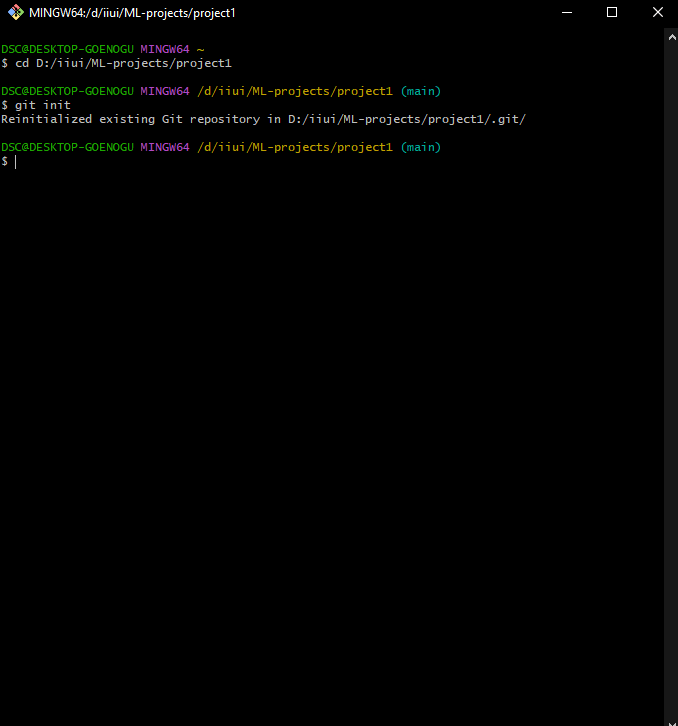 MINGW64:/d/iiui/ML-projects/project1
DSC@DESKTOP-GOENOGU MINGW64 ~
$ cd D:/iiui/ML-projects/project1
DSC@DESKTOP-GOENOGU MINGW64 /d/iiui/ML-projects/project1 (main)
$ git init
Reinitialized existing Git repository in D:/iiui/ML-projects/project1/.git/
DSC@DESKTOP-GOENOGU MINGW64 /d/iiui/ML-projects/project1 (main)
$